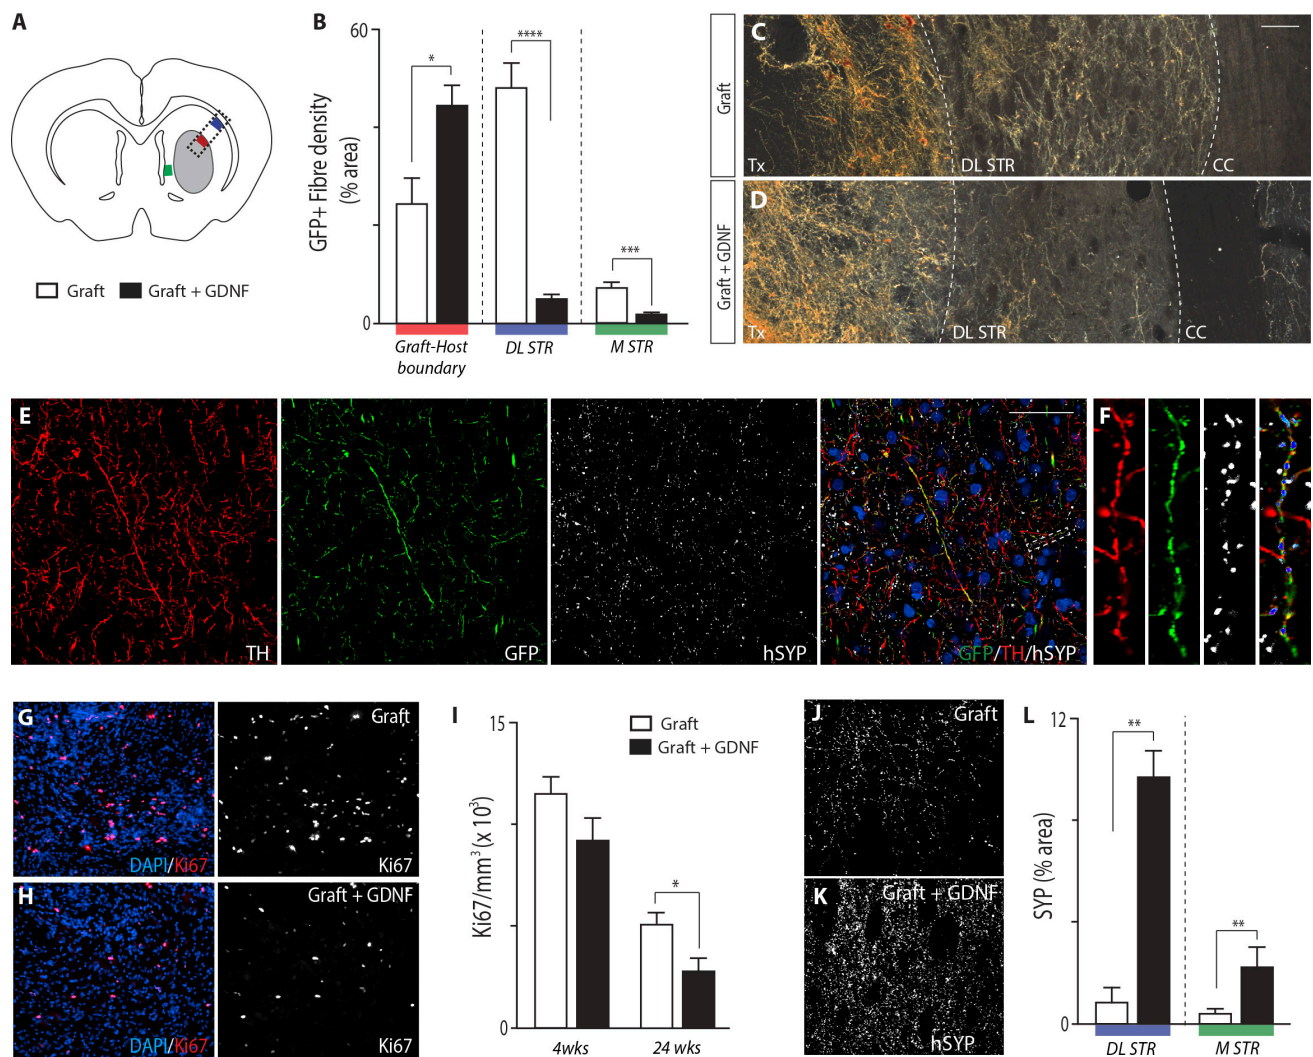 A
Graft
Graft + GDNF
B
60
0
GFP+ Fibre density
(% area)
*
****
***
Graft-Host
boundary
DL STR
M STR
Graft
C
Tx
DL STR
CC
Graft + GDNF
D
Tx
DL STR
CC
E
TH
GFP
hSYP
GFP/TH/hSYP
F
G
DAPI/Ki67
Graft
Ki67
H
DAPI/Ki67
Graft + GDNF
Ki67
I
15
0
Ki67/mm³ (x 10³)
Graft
Graft + GDNF
*
4wks
24 wks
J
Graft
K
Graft + GDNF
hSYP
L
12
0
SYP (% area)
**
**
DL STR
M STR